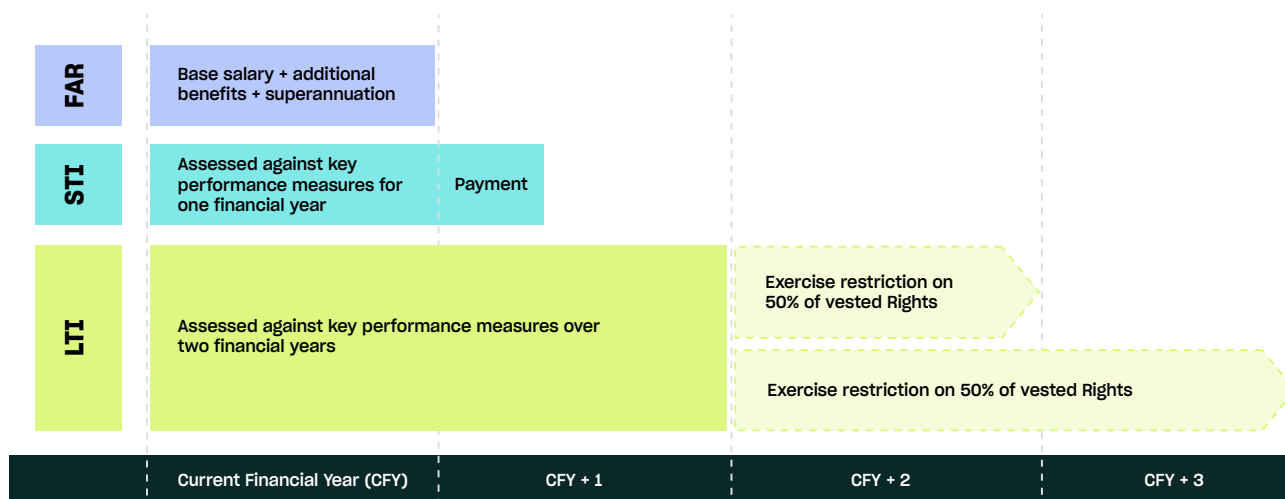 FAR
Base salary + additional
benefits + superannuation
STI
Assessed against key
performance measures for
one financial year
Payment
LTI
Assessed against key performance measures over
two financial years
Exercise restriction on
50% of vested Rights
Exercise restriction on 50% of vested Rights
Current Financial Year (CFY)
CFY + 1
CFY + 2
CFY + 3